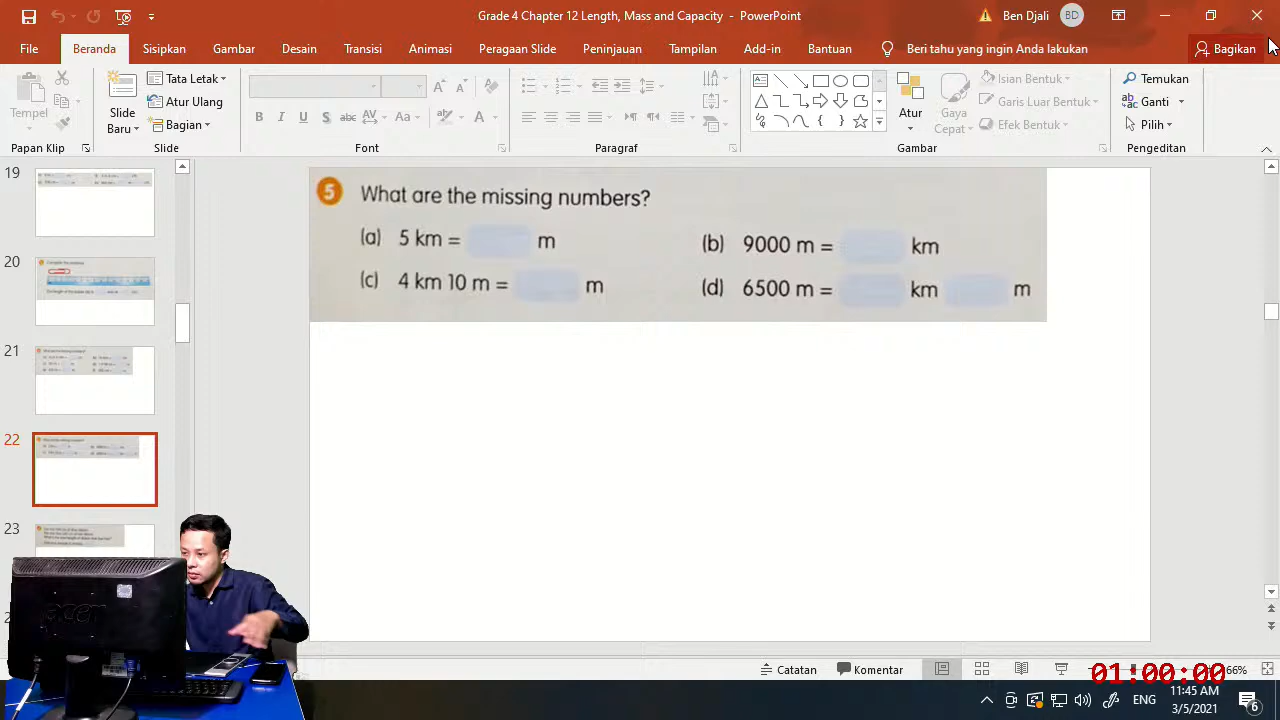 Grade 4 Chapter 12 Length, Mass and Capacity - PowerPoint
Ben Djali
BD
File Beranda Sisipkan Gambar Desain Transisi Animasi Peragaan Slide Peninjauan Tampilan Add-in Bantuan Beri tahu yang ingin Anda lakukan Bagikan
Tempel
Slide Baru
Tata Letak
Atur Ulang
Bagian
Atur
Gaya Cepat
Isian Bentuk
Garis Luar Bentuk
Efek Bentuk
Temukan
Ganti
Pilih
Papan Klip Slide Font Paragraf Gambar Pengeditan
19
20
21
22
23
5 What are the missing numbers?
(a) 5 km = m
(b) 9000 m = km
(c) 4 km 10 m = m
(d) 6500 m = km m
Catata
Komentar
01:00:00
66%
ENG
11:45 AM
3/5/2021
6